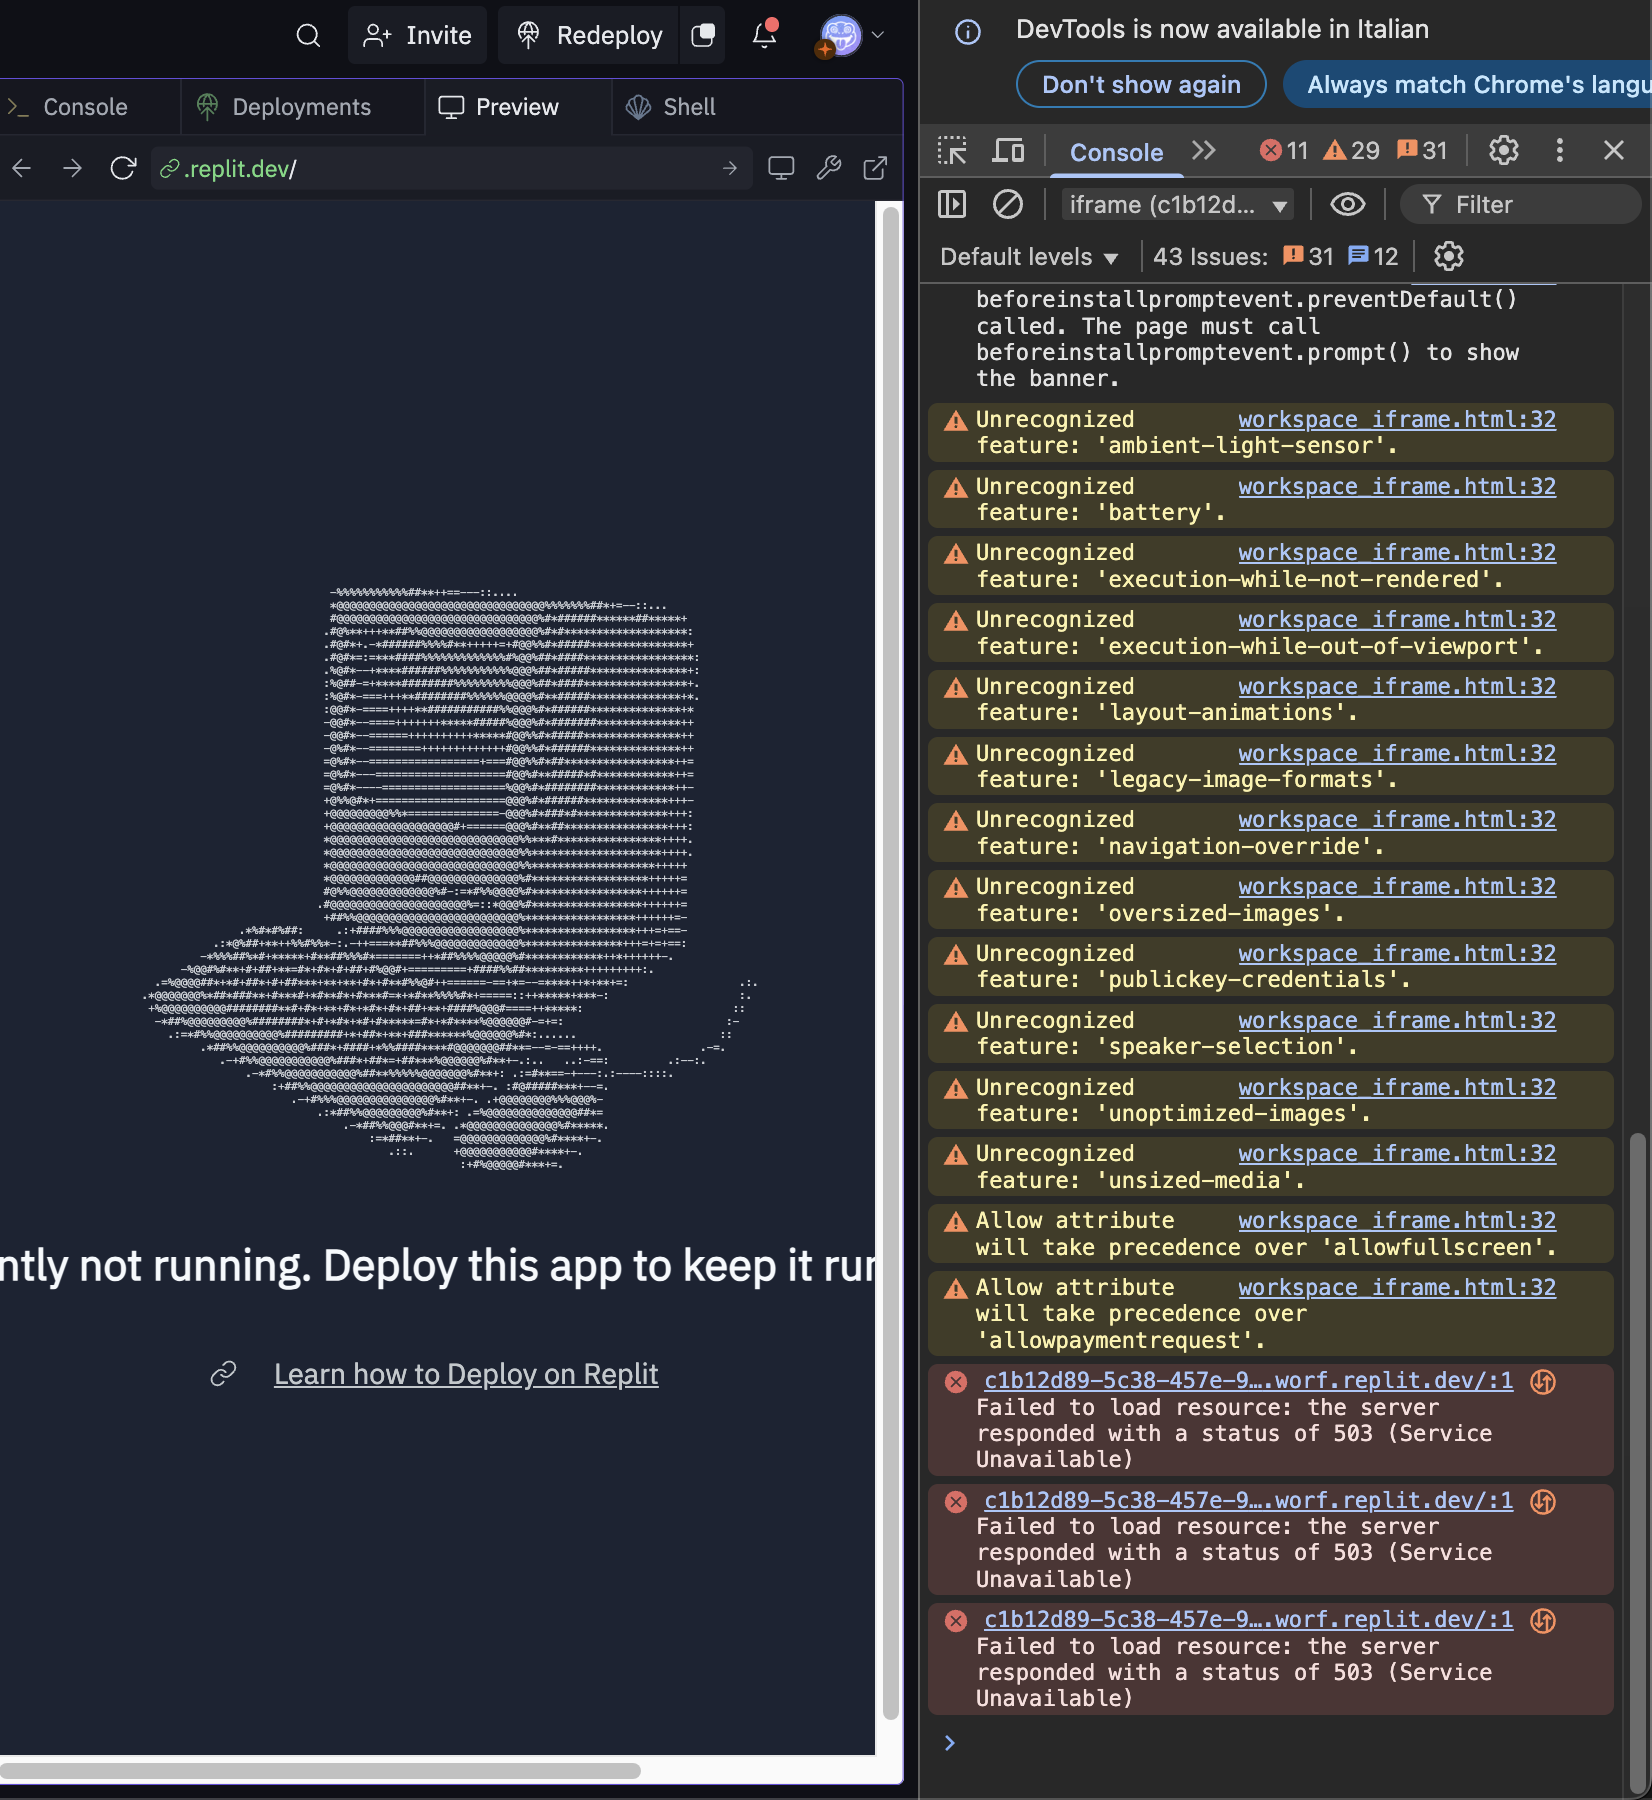 Invite
Redeploy
Console
Deployments
Preview
Shell
.replit.dev/
ntly not running. Deploy this app to keep it rur
Learn how to Deploy on Replit
DevTools is now available in Italian
Don't show again
Always match Chrome's langu
Console
11
29
31
iframe (c1b12d...
Filter
Default levels
43 Issues:
31
12
beforeinstallpromptevent.preventDefault()
called. The page must call
beforeinstallpromptevent.prompt() to show
the banner.
Unrecognized workspace_iframe.html:32
feature: 'ambient-light-sensor'.
Unrecognized workspace_iframe.html:32
feature: 'battery'.
Unrecognized workspace_iframe.html:32
feature: 'execution-while-not-rendered'.
Unrecognized workspace_iframe.html:32
feature: 'execution-while-out-of-viewport'.
Unrecognized workspace_iframe.html:32
feature: 'layout-animations'.
Unrecognized workspace_iframe.html:32
feature: 'legacy-image-formats'.
Unrecognized workspace_iframe.html:32
feature: 'navigation-override'.
Unrecognized workspace_iframe.html:32
feature: 'oversized-images'.
Unrecognized workspace_iframe.html:32
feature: 'publickey-credentials'.
Unrecognized workspace_iframe.html:32
feature: 'speaker-selection'.
Unrecognized workspace_iframe.html:32
feature: 'unoptimized-images'.
Unrecognized workspace_iframe.html:32
feature: 'unsized-media'.
Allow attribute workspace_iframe.html:32
will take precedence over 'allowfullscreen'.
Allow attribute workspace_iframe.html:32
will take precedence over
'allowpaymentrequest'.
c1b12d89-5c38-457e-9….worf.replit.dev/:1
Failed to load resource: the server
responded with a status of 503 (Service
Unavailable)
c1b12d89-5c38-457e-9….worf.replit.dev/:1
Failed to load resource: the server
responded with a status of 503 (Service
Unavailable)
c1b12d89-5c38-457e-9….worf.replit.dev/:1
Failed to load resource: the server
responded with a status of 503 (Service
Unavailable)